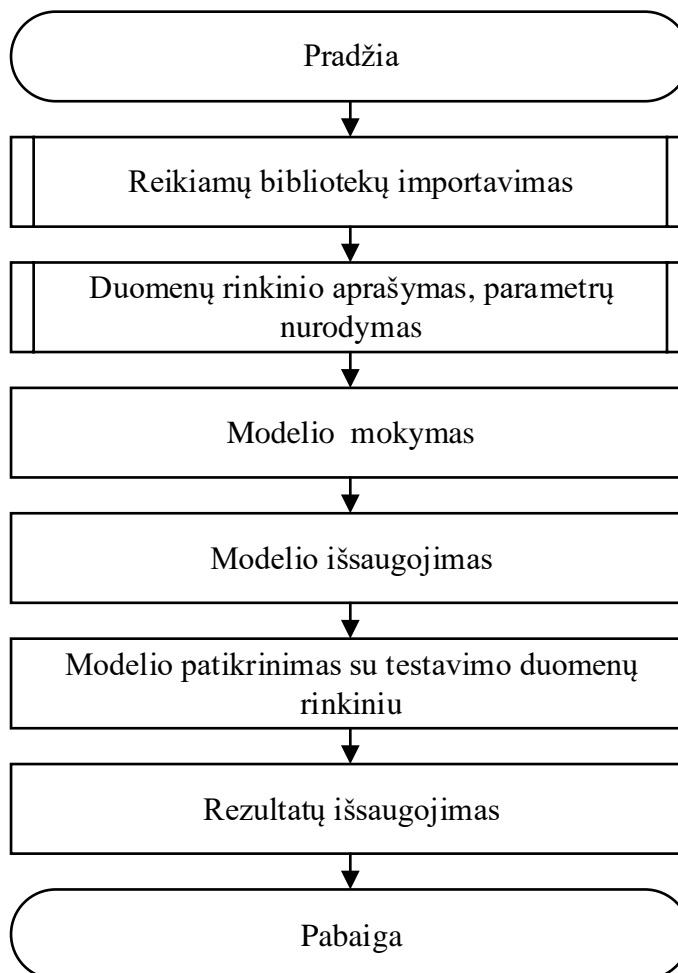 Pradžia
Reikiamų bibliotekų importavimas
Duomenų rinkinio aprašymas, parametrų
nurodymas
Modelio  mokymas
Modelio išsaugojimas
Modelio patikrinimas su testavimo duomenų
rinkiniu
Rezultatų išsaugojimas
Pabaiga